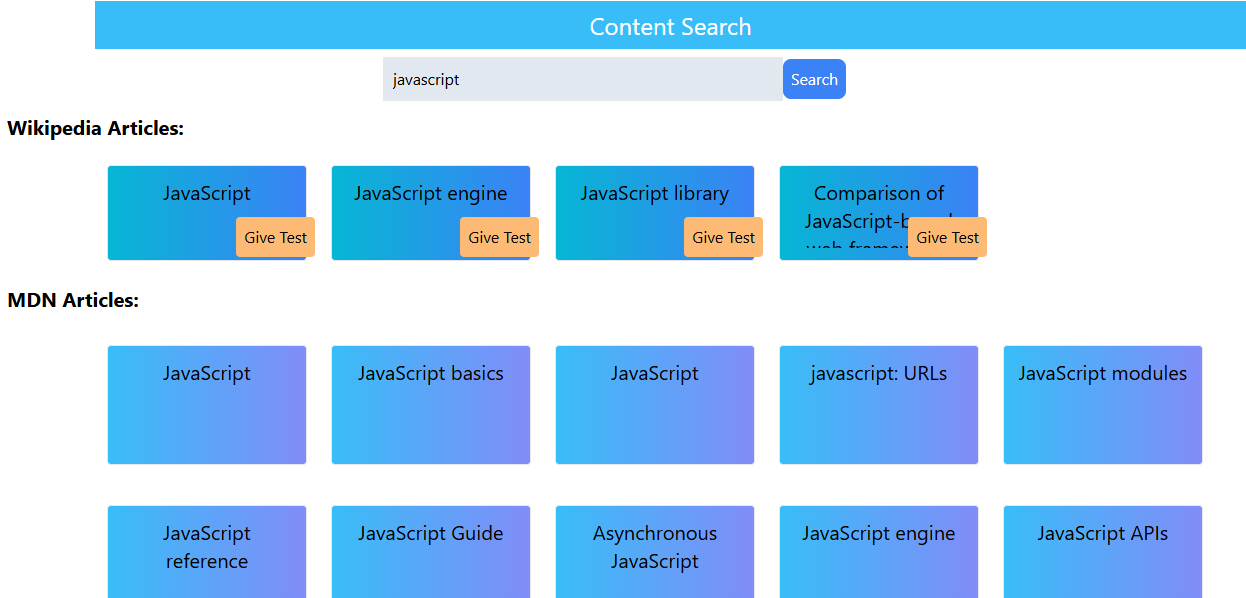 Content Search
javascript
Search
Wikipedia Articles:
JavaScript
Give Test
JavaScript engine
Give Test
JavaScript library
Give Test
Comparison of
JavaScript-b
web
Give Test
MDN Articles:
JavaScript
JavaScript basics
JavaScript
javascript: URLs
JavaScript modules
JavaScript
reference
JavaScript Guide
Asynchronous
JavaScript
JavaScript engine
JavaScript APIs